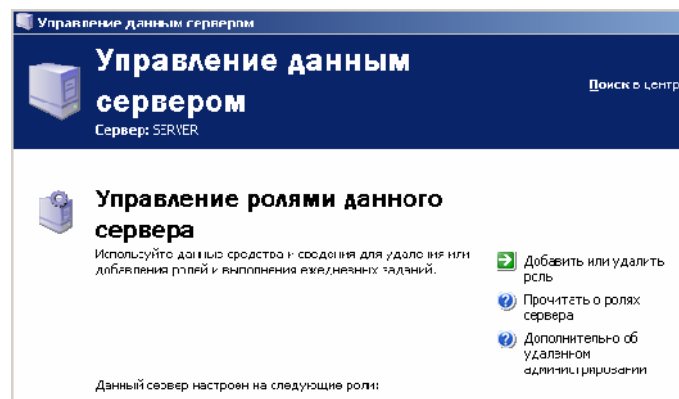 Управление данным сервером
Управление данным
сервером
Сервер: SERVER
Поиск в центр
Управление ролями данного
сервера
Используйте данные средства и сведения для удаления или
добавления ролей и выполнения ежедневных заданий.
Добавить или удалить
роль
Прочитать о ролях
сервера
Дополнительно об
удаленном
администрировании
Данный сервер настроен на следующие роли: